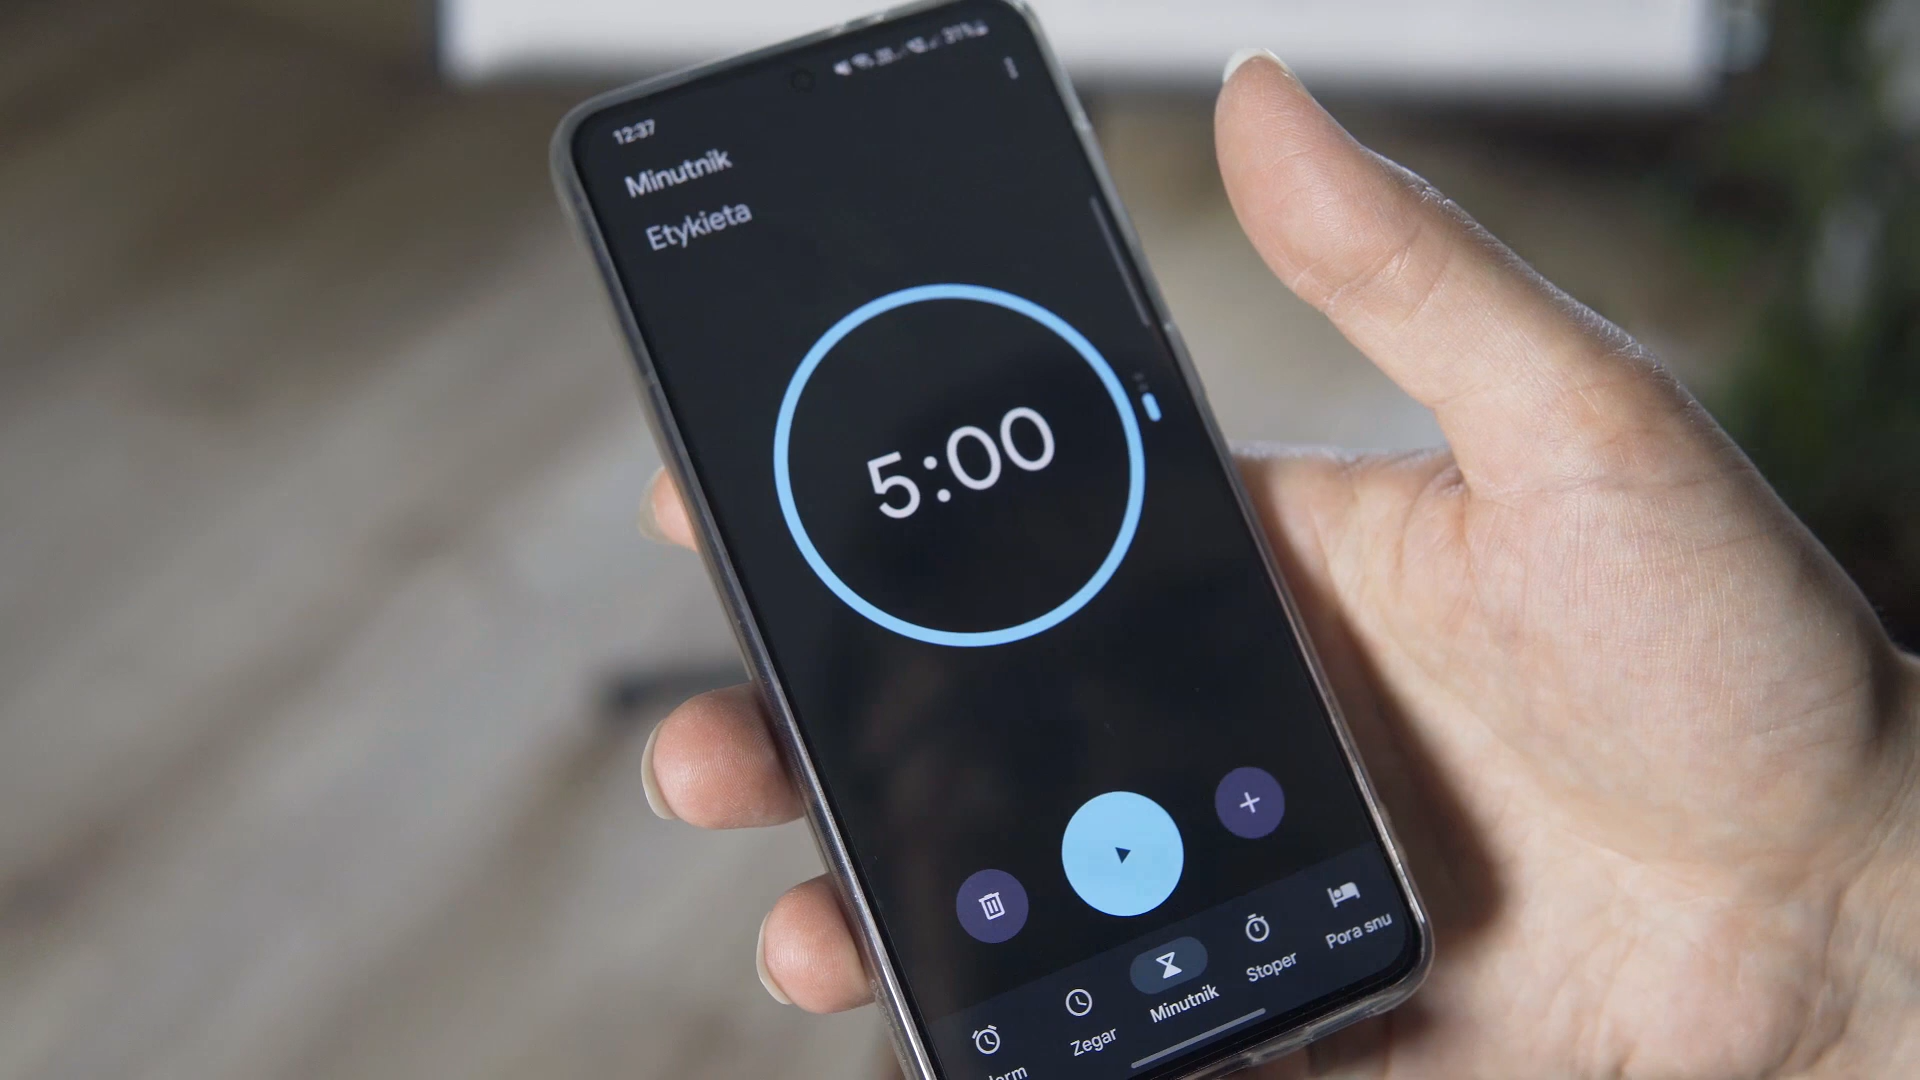 12:37
Minutnik
Etykieta
5:00
Zegar
Minutnik
Stoper
Pora snu